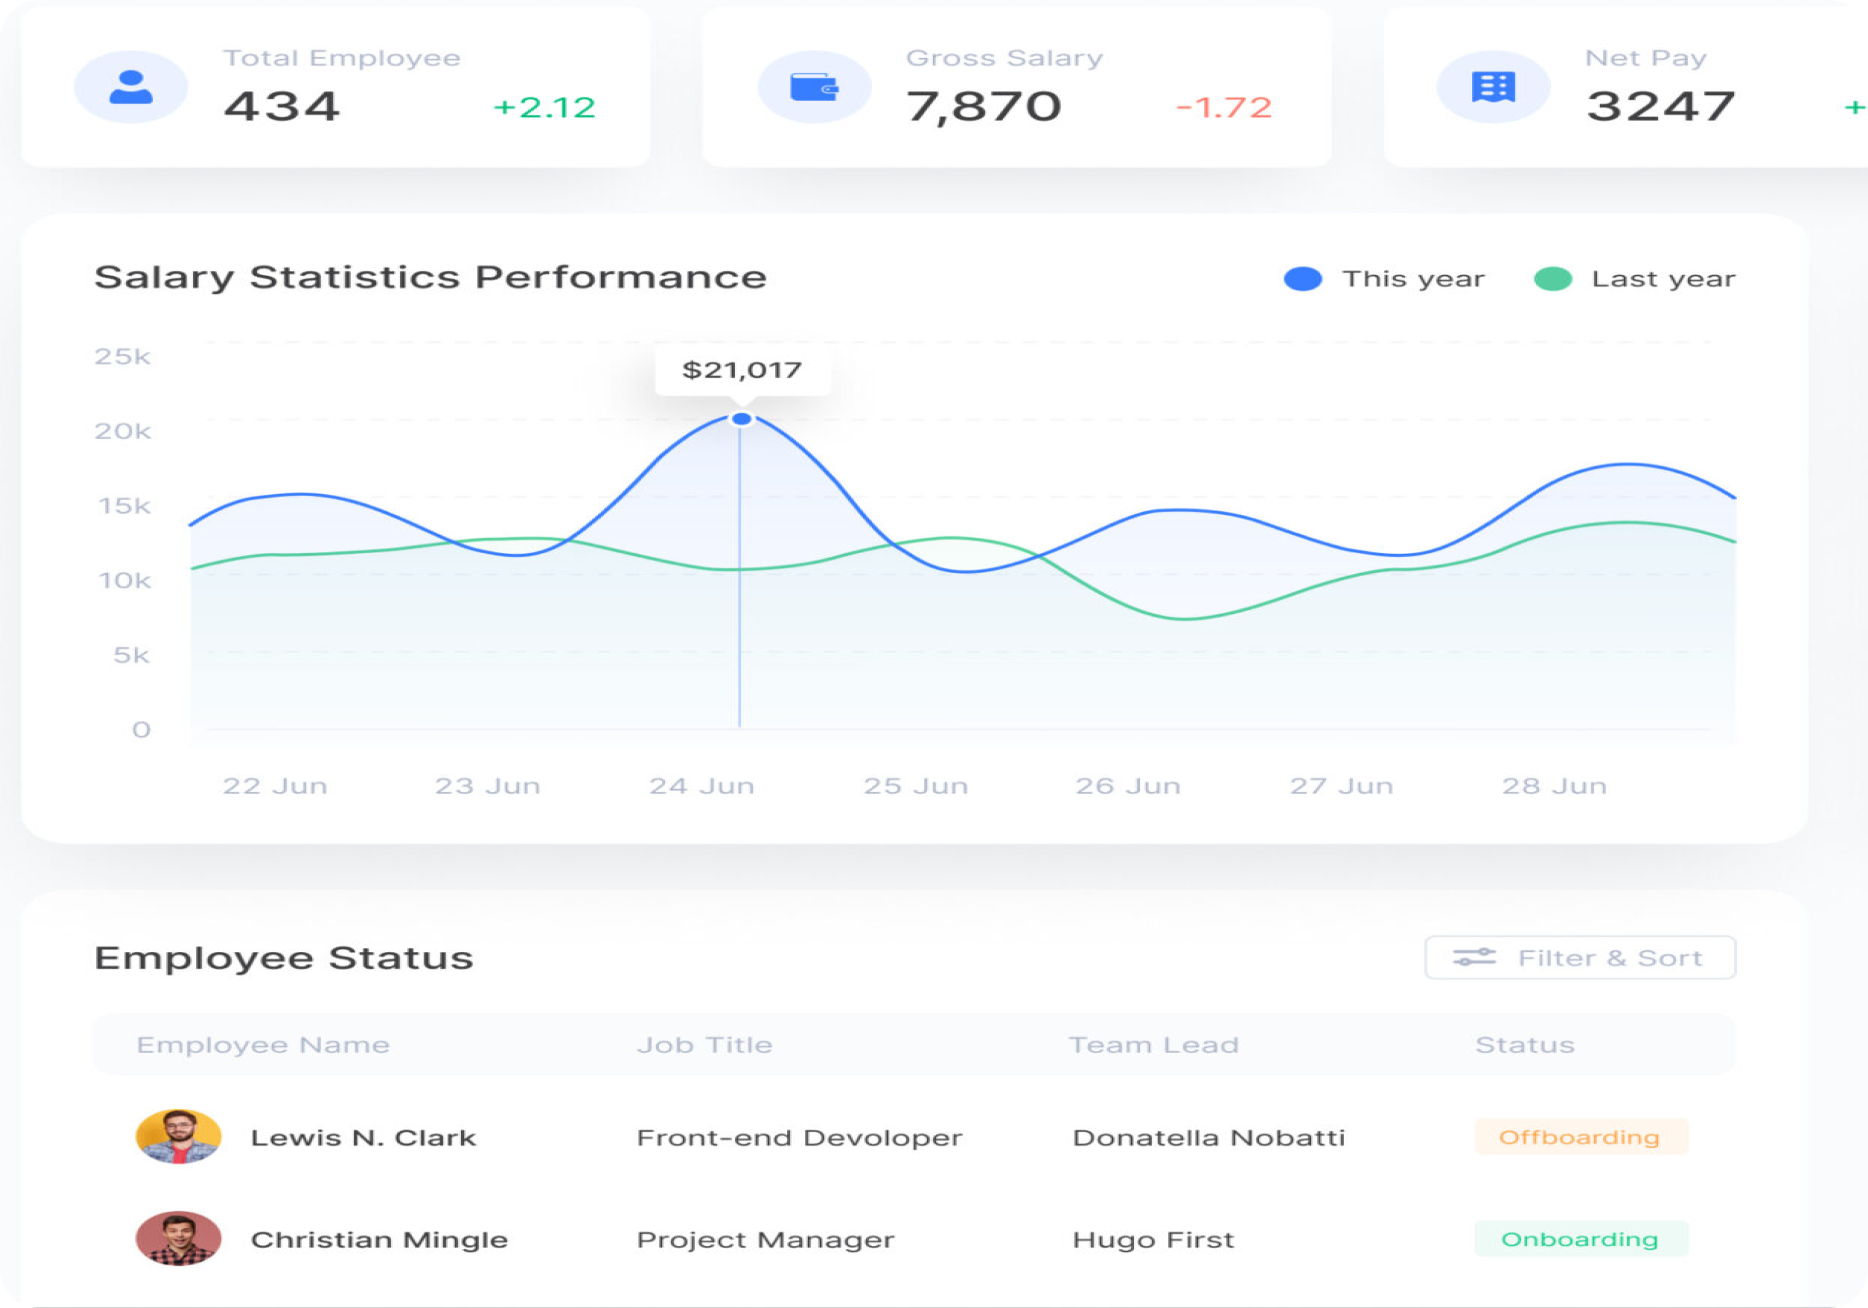 Total Employee
434 +2.12
Gross Salary
7,870 -1.72
Net Pay
3247 +
Salary Statistics Performance
This year
Last year
25k
20k
15k
10k
5k
0
$21,017
22 Jun 23 Jun 24 Jun 25 Jun 26 Jun 27 Jun 28 Jun
Employee Status
Filter & Sort
Employee Name Job Title Team Lead Status
Lewis N. Clark Front-end Devoloper Donatella Nobatti Offboarding
Christian Mingle Project Manager Hugo First Onboarding